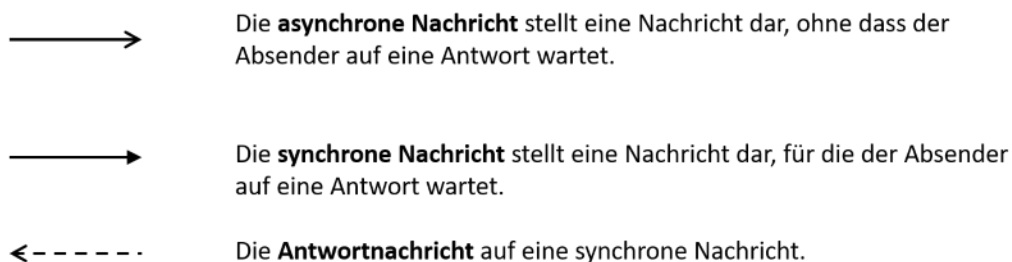 Die asynchrone Nachricht stellt eine Nachricht dar, ohne dass der
Absender auf eine Antwort wartet.
Die synchrone Nachricht stellt eine Nachricht dar, für die der Absender
auf eine Antwort wartet.
Die Antwortnachricht auf eine synchrone Nachricht.